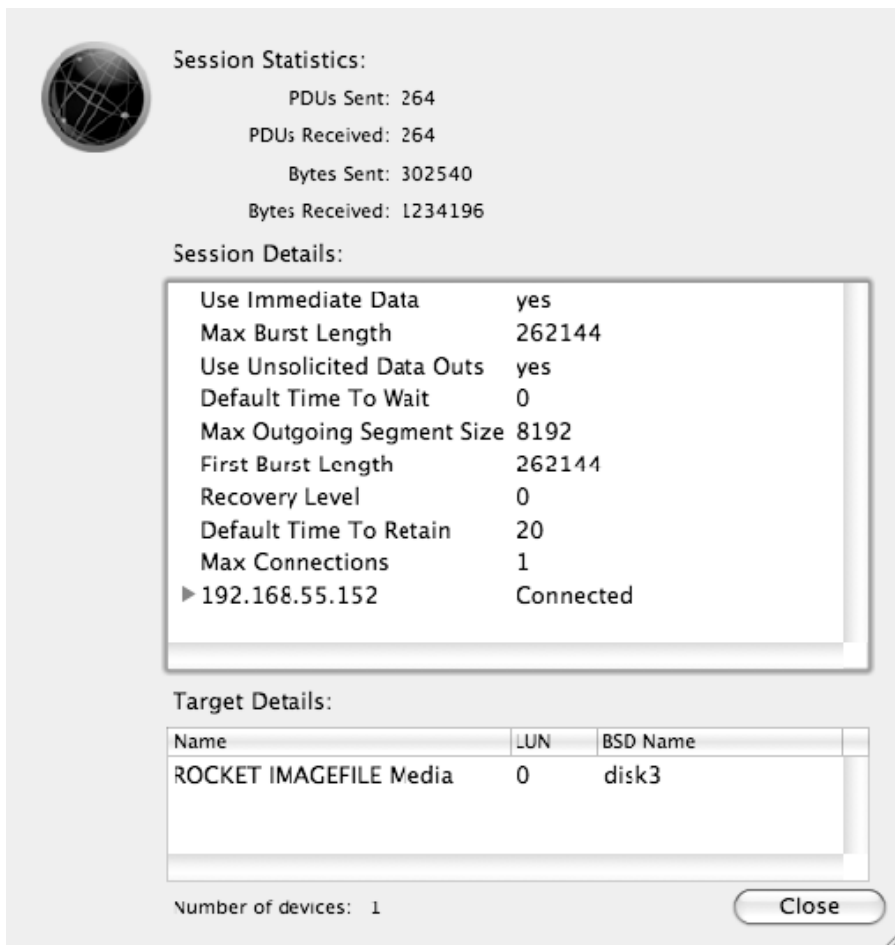 Session Statistics:
PDUs Sent: 264
PDUs Received: 264
Bytes Sent: 302540
Bytes Received: 1234196
Session Details:
Use Immediate Data yes
Max Burst Length 262144
Use Unsolicited Data Outs yes
Default Time To Wait 0
Max Outgoing Segment Size 8192
First Burst Length 262144
Recovery Level 0
Default Time To Retain 20
Max Connections 1
192.168.55.152 Connected
Target Details:
Name LUN BSD Name
ROCKET IMAGEFILE Media 0 disk3
Number of devices: 1
Close